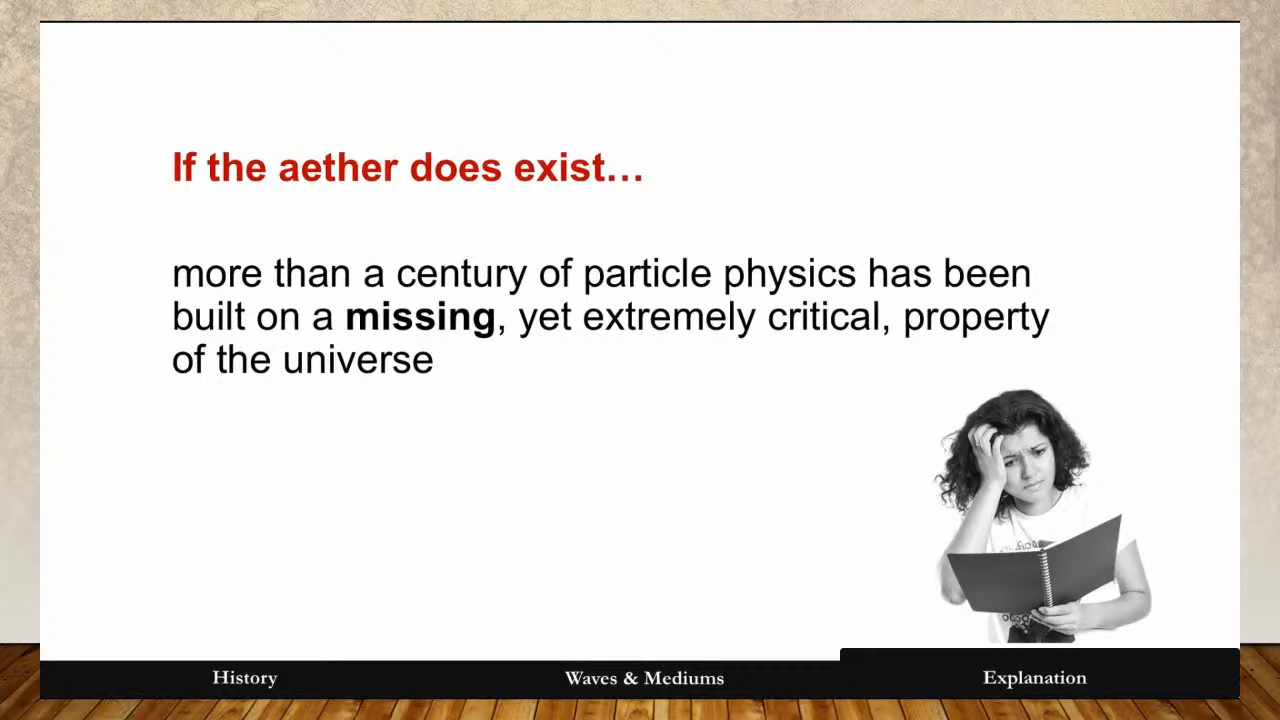 If the aether does exist…
more than a century of particle physics has been
built on a missing, yet extremely critical, property
of the universe
History
Waves & Mediums
Explanation